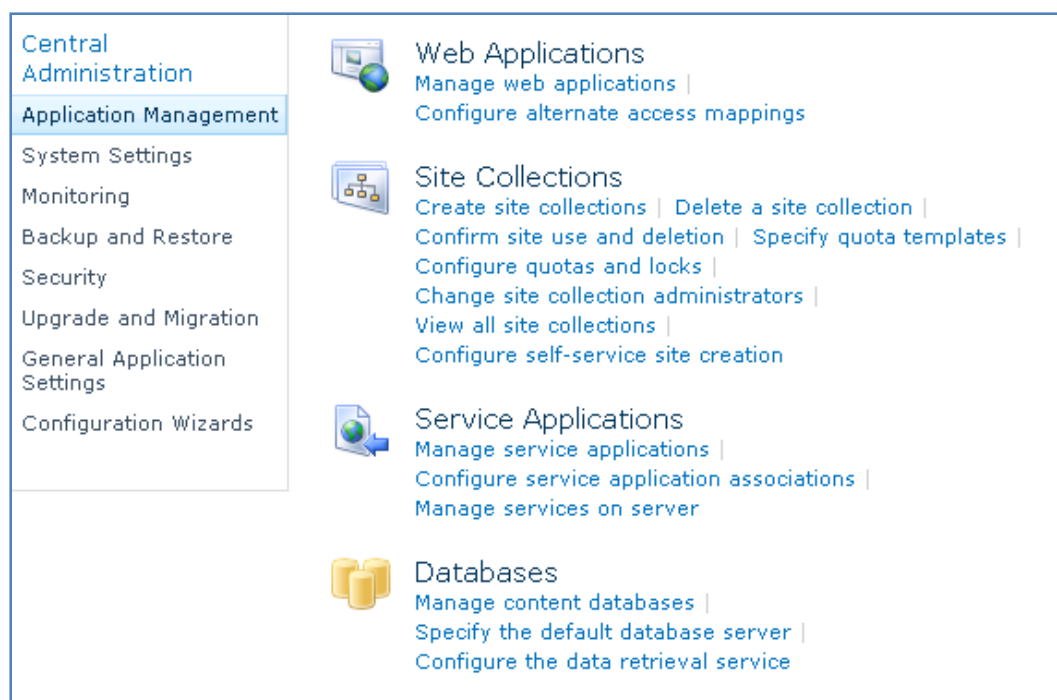 Central
Administration
Application Management
System Settings
Monitoring
Backup and Restore
Security
Upgrade and Migration
General Application
Settings
Configuration Wizards
Web Applications
Manage web applications |
Configure alternate access mappings
Site Collections
Create site collections | Delete a site collection |
Confirm site use and deletion | Specify quota templates |
Configure quotas and locks |
Change site collection administrators |
View all site collections |
Configure self-service site creation
Service Applications
Manage service applications |
Configure service application associations |
Manage services on server
Databases
Manage content databases |
Specify the default database server |
Configure the data retrieval service